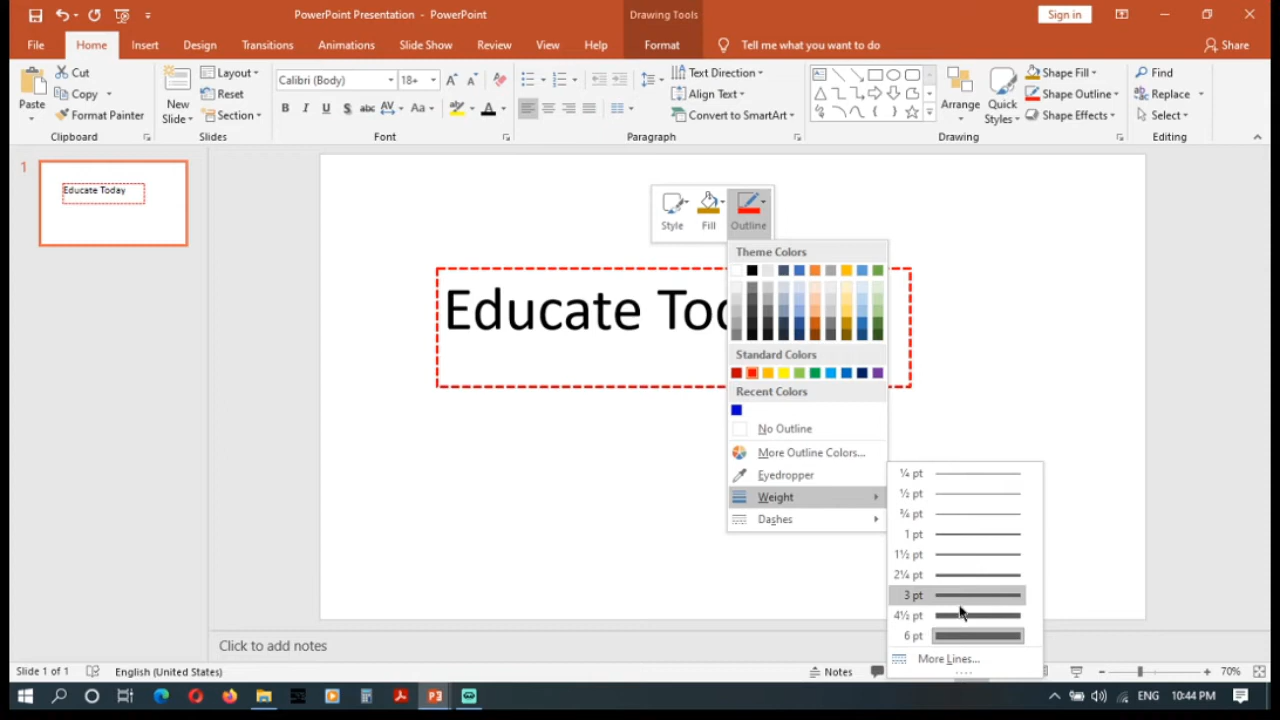 PowerPoint Presentation - PowerPoint
Drawing Tools
Sign in
File Home Insert Design Transitions Animations Slide Show Review View Help Format Tell me what you want to do Share
Paste
Cut
Copy
Format Painter
Clipboard
New Slide
Layout
Reset
Section
Slides
Calibri (Body) 18+
B I U S abc AV Aa A
Font
Text Direction
Align Text
Convert to SmartArt
Paragraph
Arrange
Quick Styles
Shape Fill
Shape Outline
Shape Effects
Drawing
Find
Replace
Select
Editing
1
Educate Today
Style Fill Outline
Educate Too
Theme Colors
Standard Colors
Recent Colors
No Outline
More Outline Colors...
Eyedropper
Weight
Dashes
¼ pt
½ pt
¾ pt
1 pt
1½ pt
2¼ pt
3 pt
4½ pt
6 pt
More Lines...
Click to add notes
Slide 1 of 1 English (United States) Notes 70%
ENG 10:44 PM